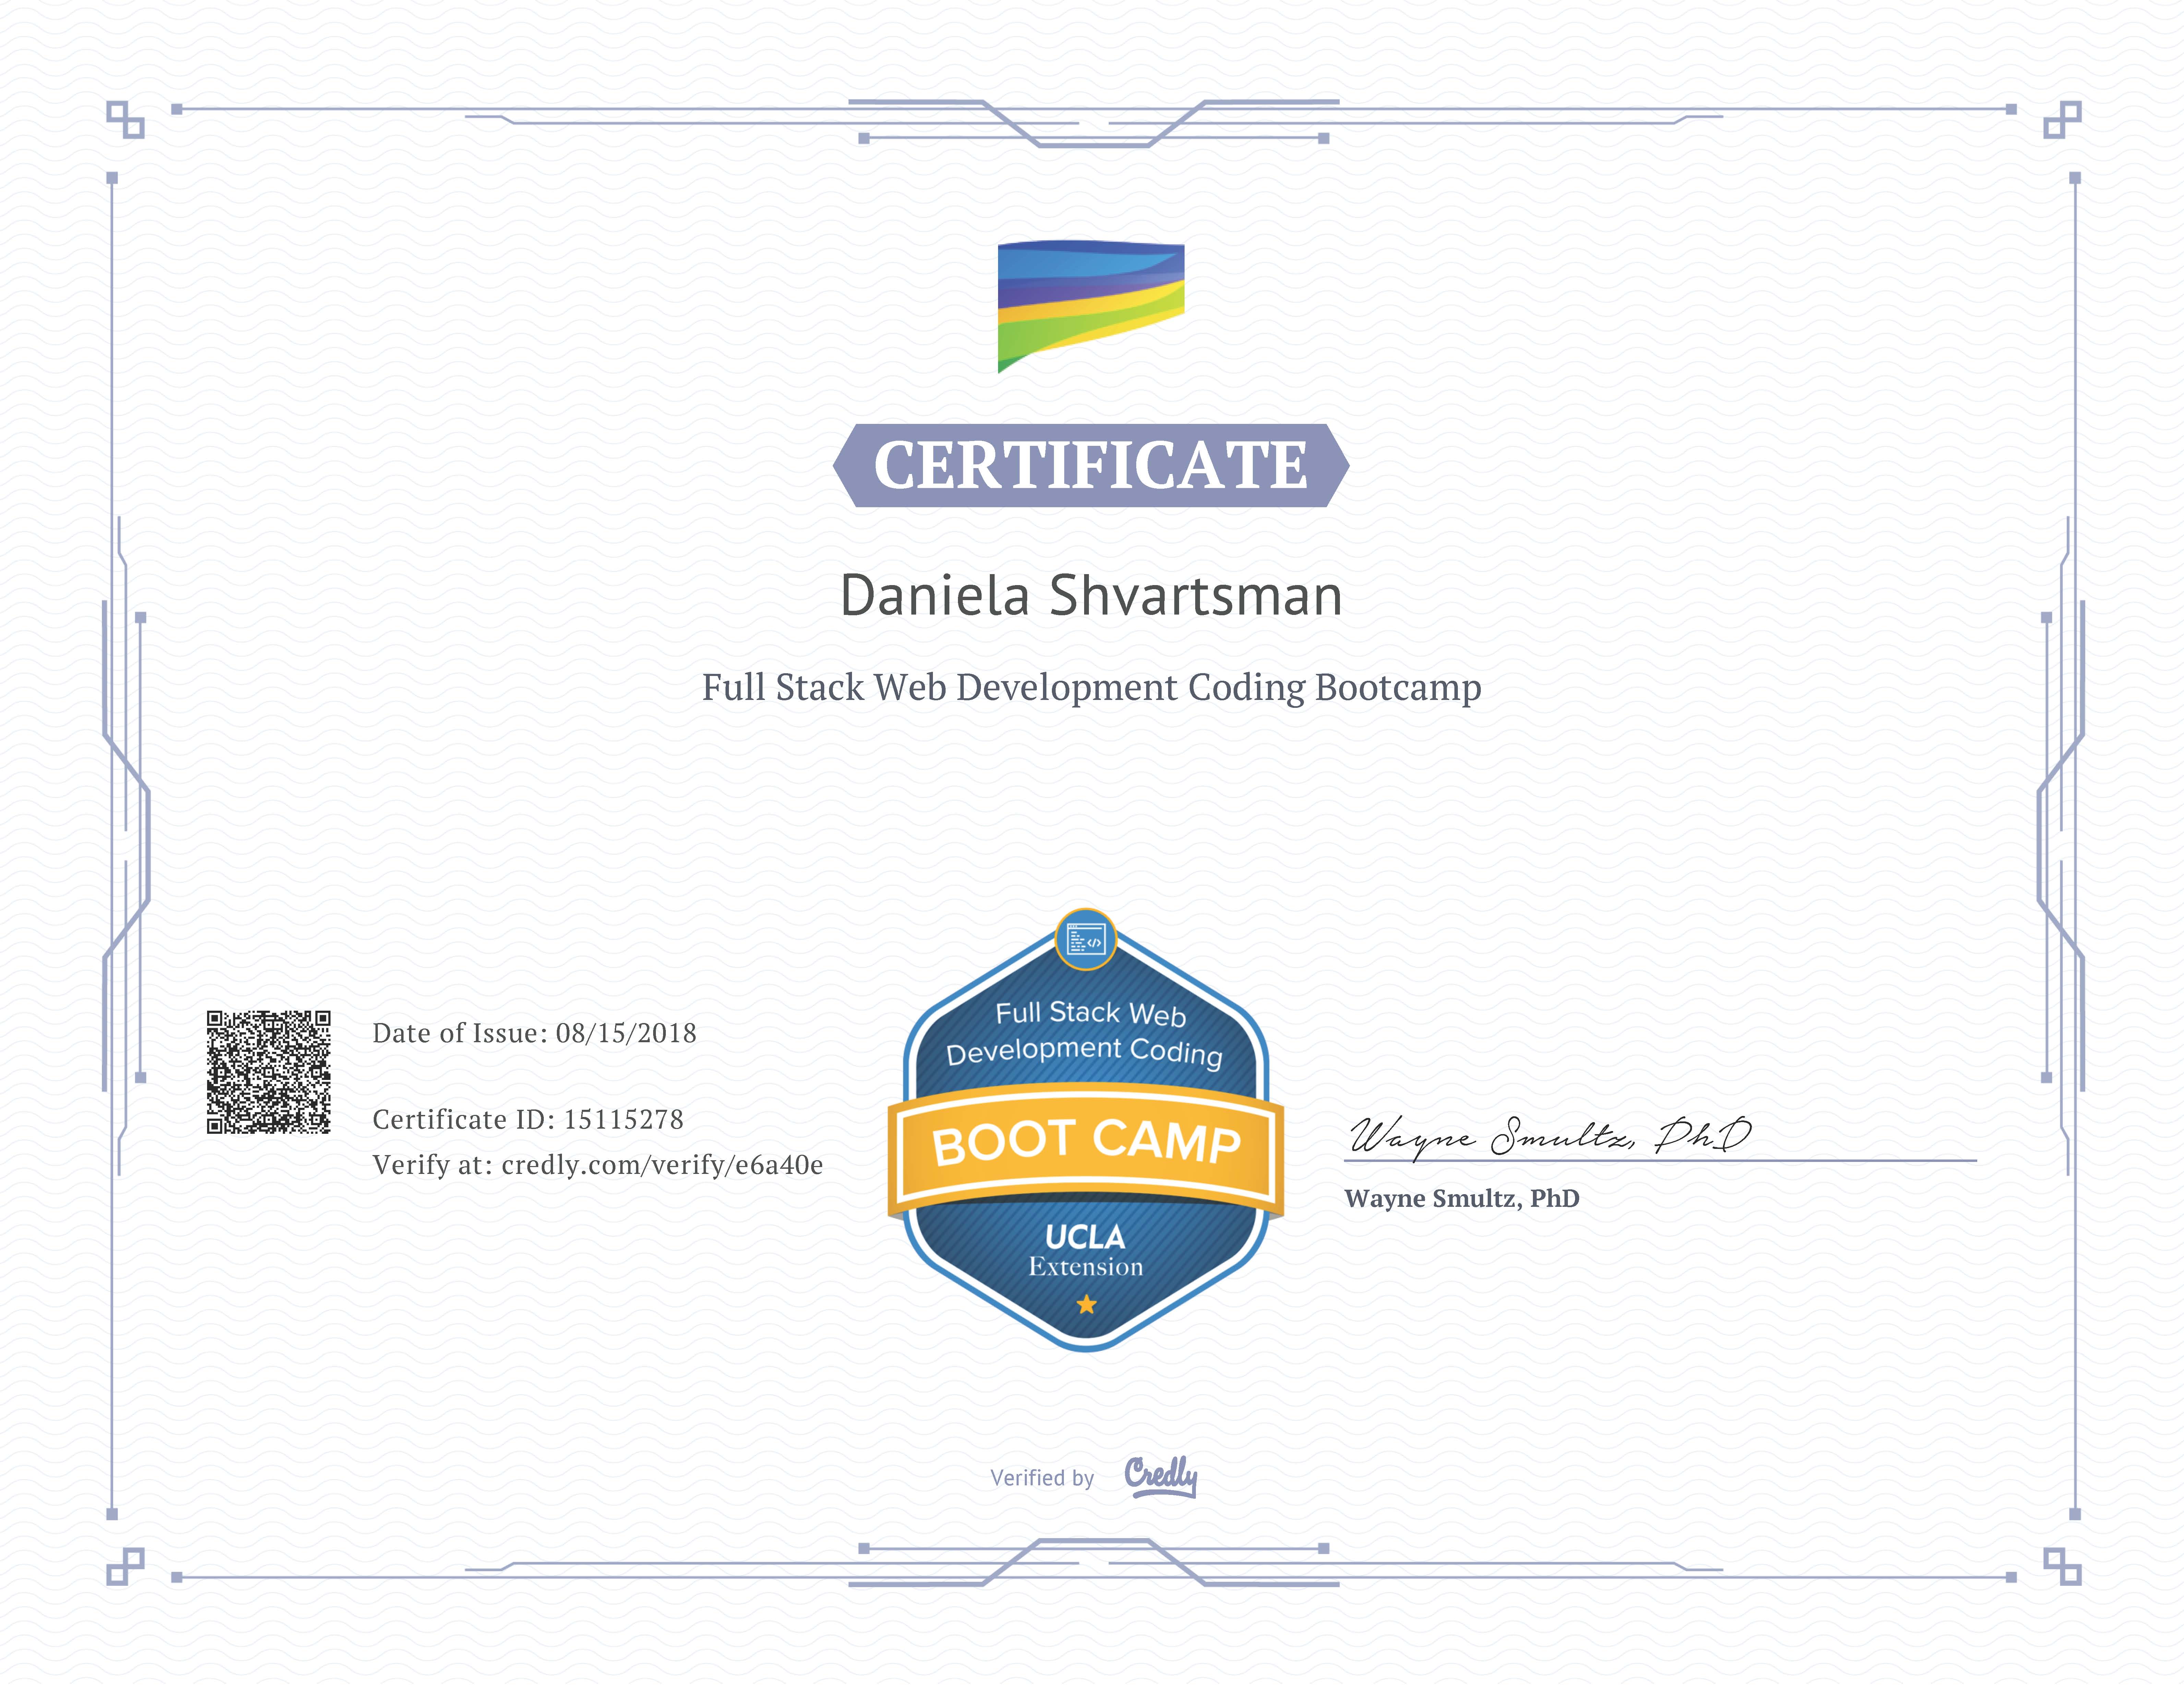 CERTIFICATE
Daniela Shvartsman
Full Stack Web Development Coding Bootcamp
Date of Issue: 08/15/2018
Certificate ID: 15115278
Verify at: credly.com/verify/e6a40e
Full Stack Web
Development Coding
BOOT CAMP
UCLA
Extension
Wayne Smultz, PhD
Wayne Smultz, PhD
Verified by Credly